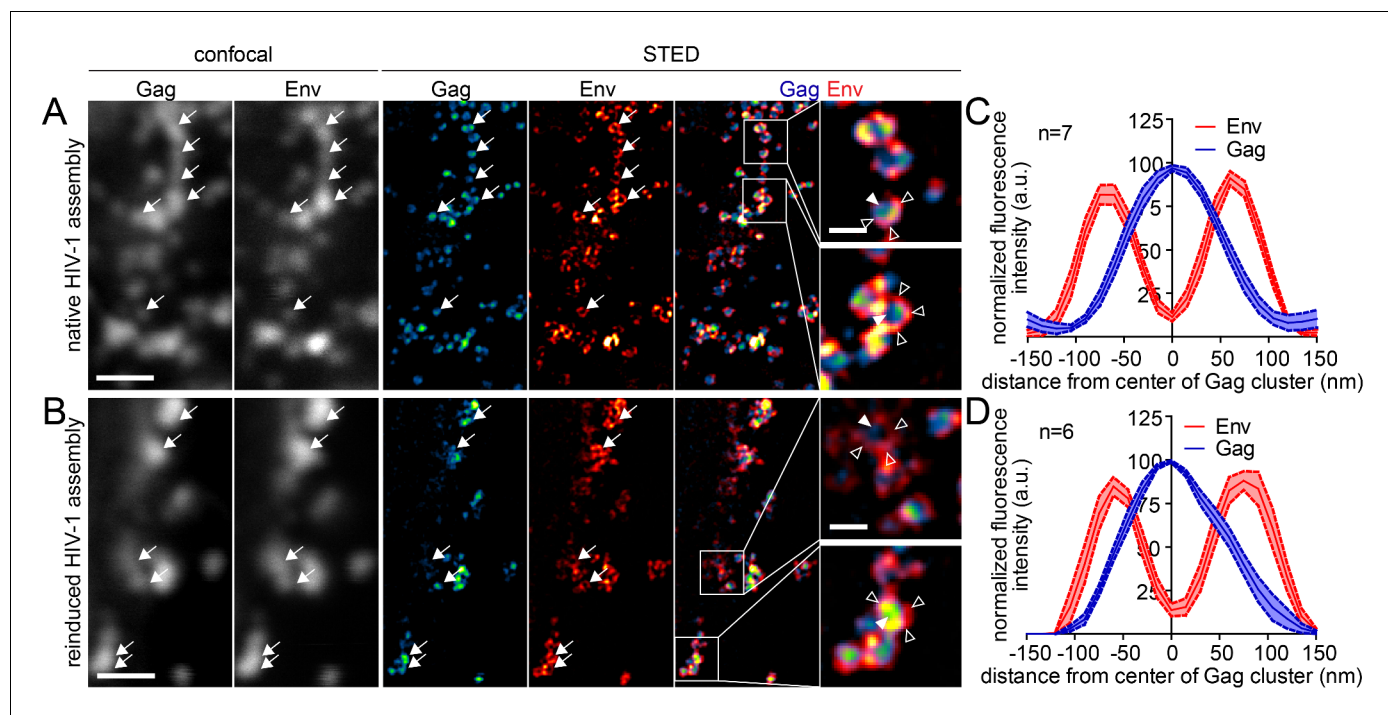 confocal
STED
Gag
Env
Gag
Env
Gag Env
A
native HIV-1 assembly
B
reinduced HIV-1 assembly
C
n=7
Env
Gag
normalized fluorescence
intensity (a.u.)
125
100
5
50
25
-150
-100
-50
0
50
100
150
distance from center of Gag cluster (nm)
D
n=6
Env
Gag
normalized fluorescence
intensity (a.u.)
125
100
75
50
25
-150
-100
-50
0
50
100
150
distance from center of Gag cluster (nm)